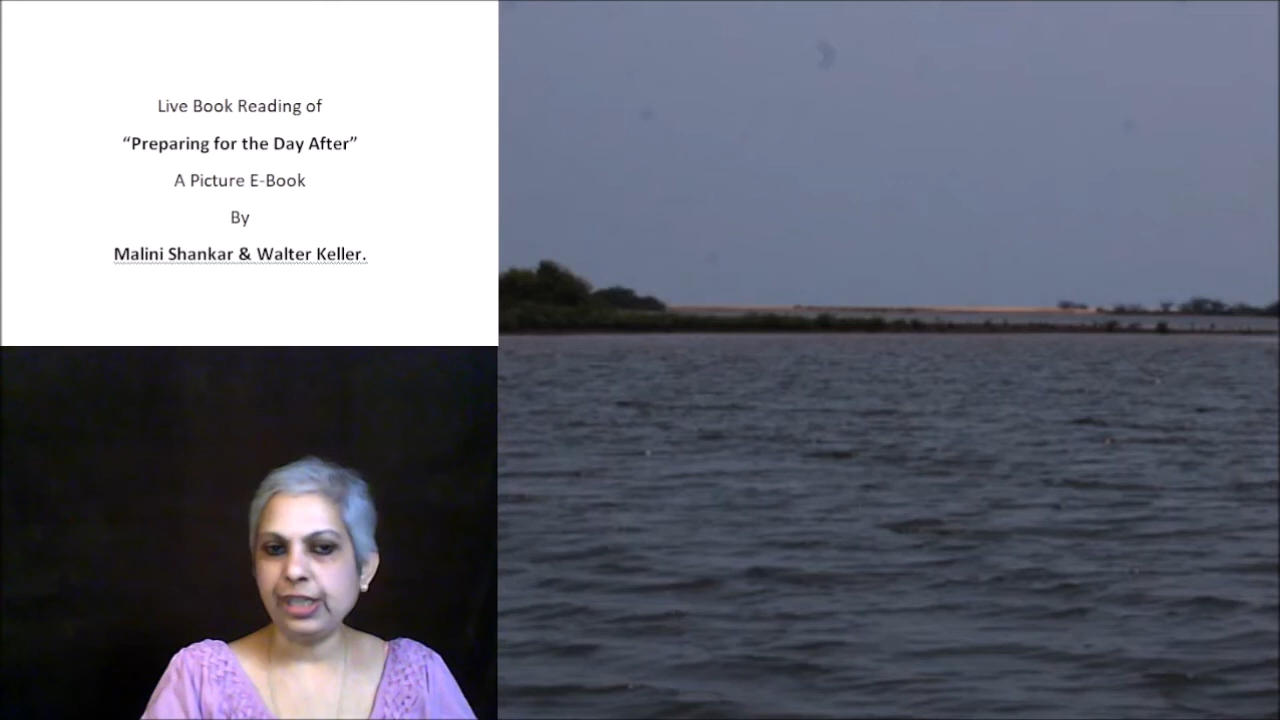 Live Book Reading of
“Preparing for the Day After”
A Picture E-Book
By
Malini Shankar & Walter Keller.